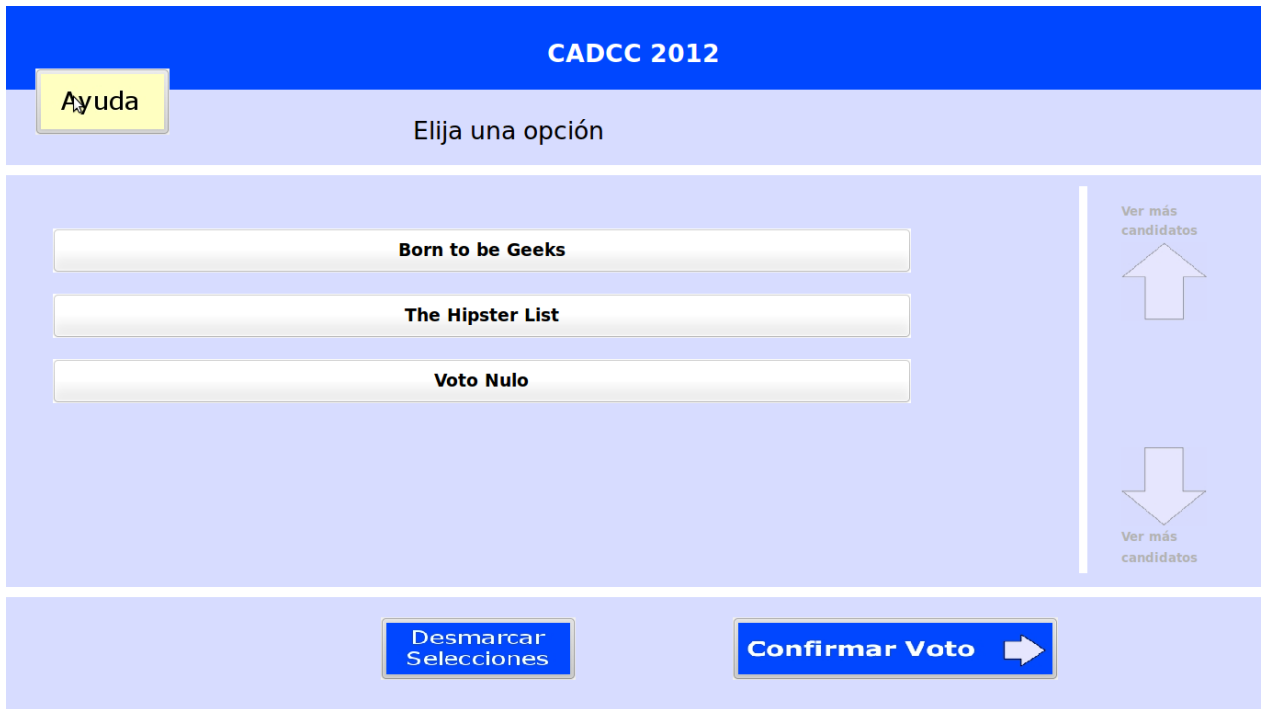 CADCC 2012
Ayuda
Elija una opción
Ver más
candidatos
Born to be Geeks
The Hipster List
Voto Nulo
Ver más
candidatos
Desmarcar
Selecciones
Confirmar Voto